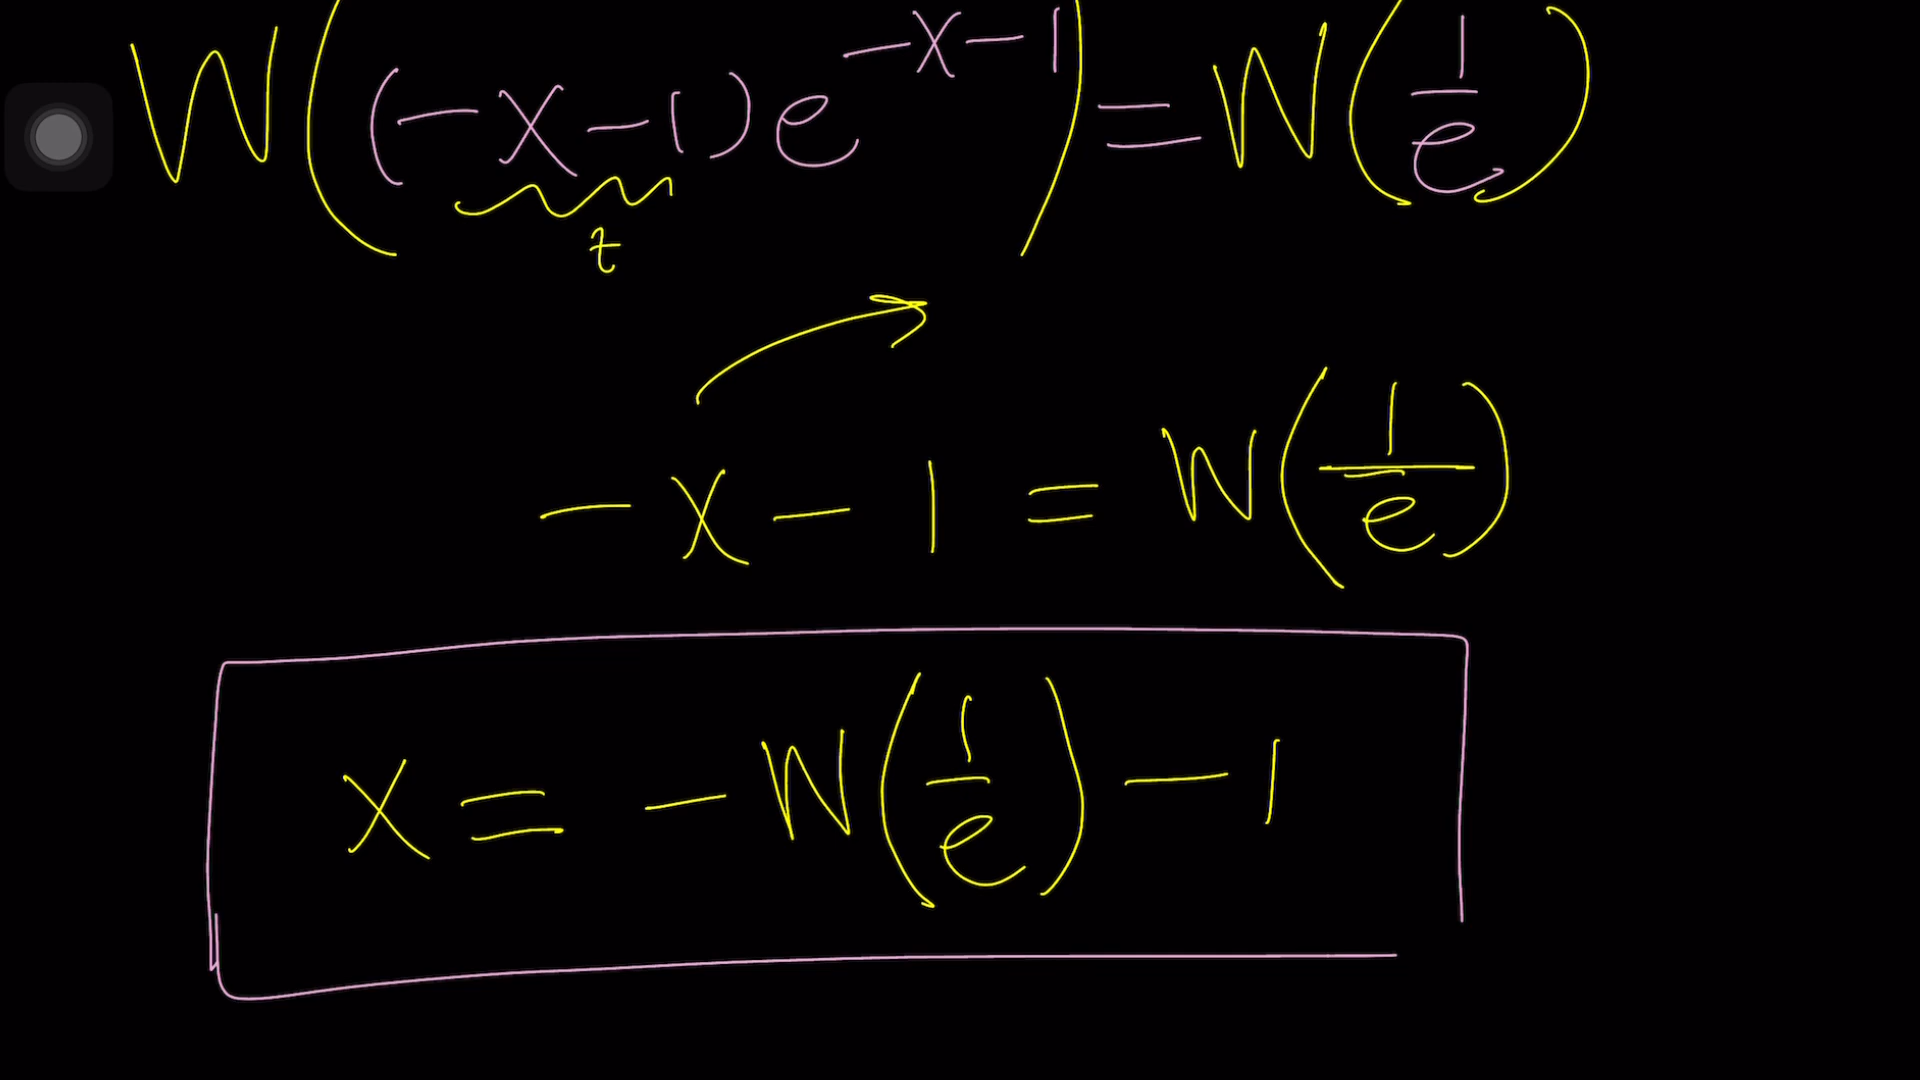 W((-x-1)e^{-x-1}) = W(1/e)
t
-x-1 = W(1/e)
x = -W(1/e)-1